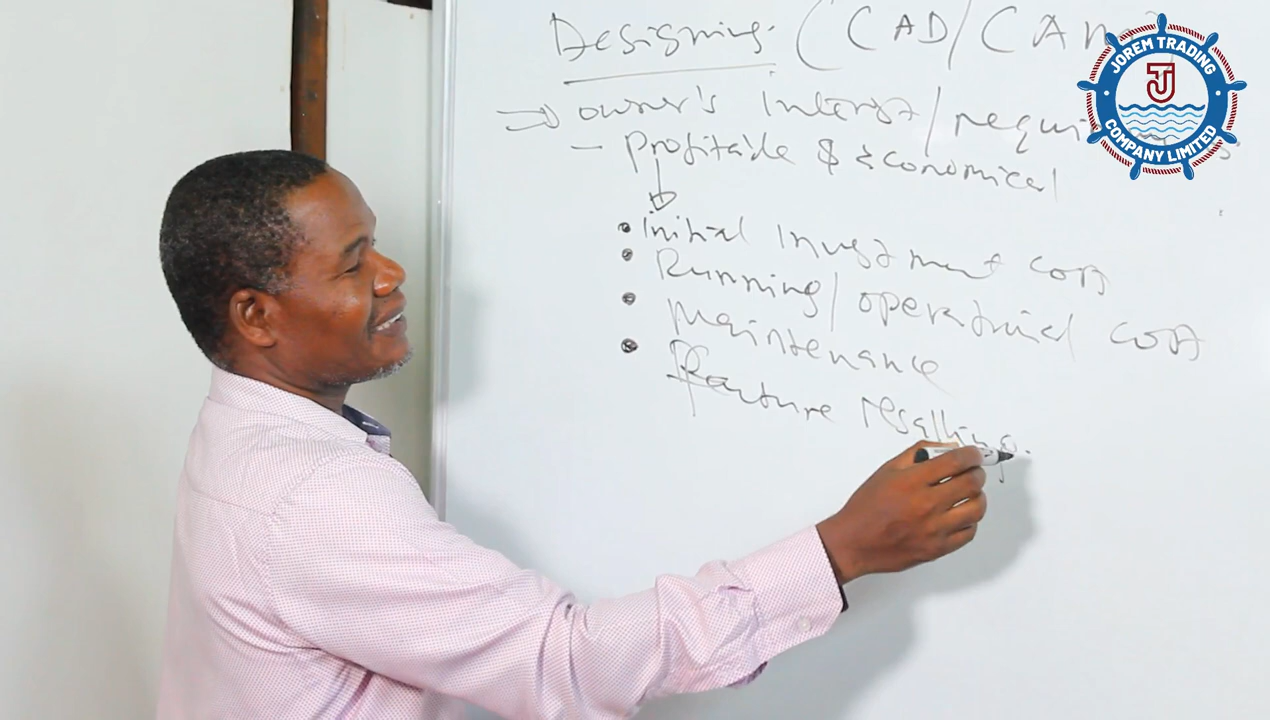 Designing. (CAD/CAM)
⇒ owner's interest/requi
- Profitable & Economical
• Initial Investment cost
• Running/operational cost
• Maintenance
• Future reselling.
JOREM TRADING
TJ
COMPANY LIMITED